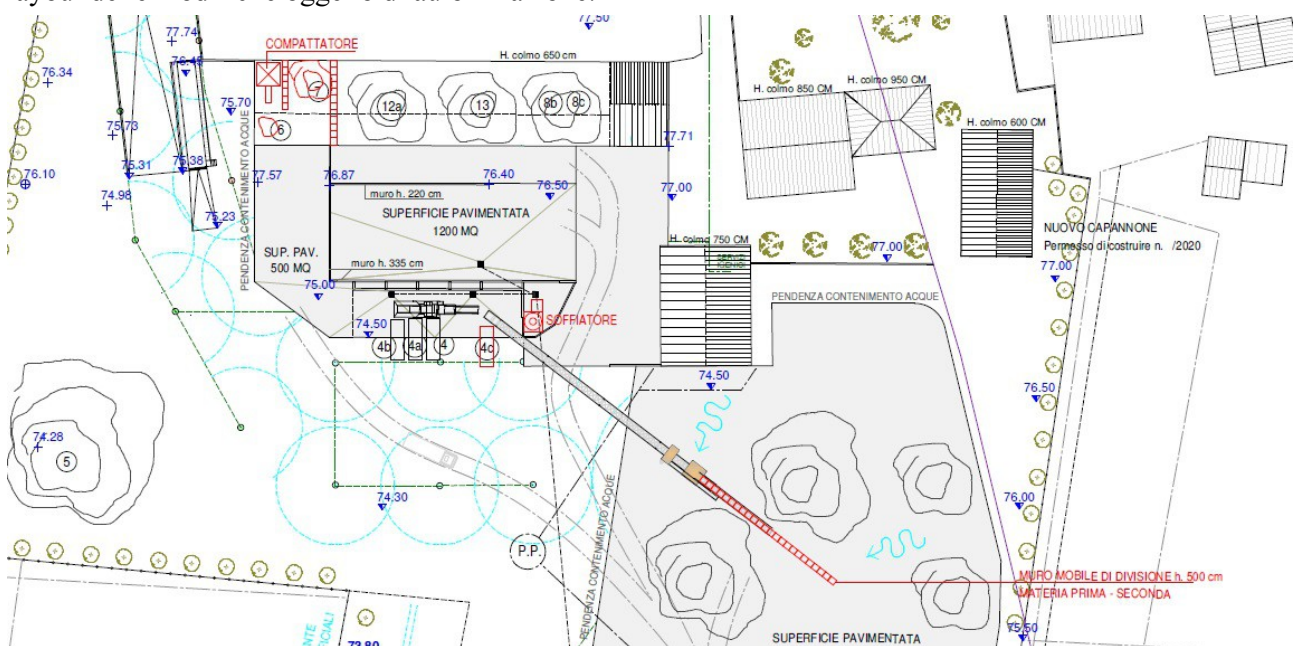 77.50
77.74
COMPATTATORE
H. colmo 650 cm
76.49
76.34
H. colmo 950 CM
H. colmo 850 CM
7
12a
13
8b
8c
75.70
6
H. colmo 600 CM
75.73
77.71
75.31
75.38
76.10
77.57
76.87
76.40
76.50
77.00
74.98
muro h. 220 cm
PENDENZA CONTENIMENTO ACQUE
SUPERFICIE PAVIMENTATA
1200 MQ
75.23
NUOVO CAPANNONE
Permesso di costruire n. /2020
H. colmo 750 CM
77.00
SUP. PAV.
500 MQ
muro h. 335 cm
77.00
75.00
PENDENZA CONTENIMENTO ACQUE
SOFFIATORE
74.50
4b
4a
4
4c
74.50
76.50
74.28
5
74.30
76.00
P.P.
PENDENZA CONTENIMENTO ACQUE
MURO MOBILE DI DIVISIONE h. 500 cm
MATERIA PRIMA - SECONDA
75.50
SUPERFICIE PAVIMENTATA
73.80